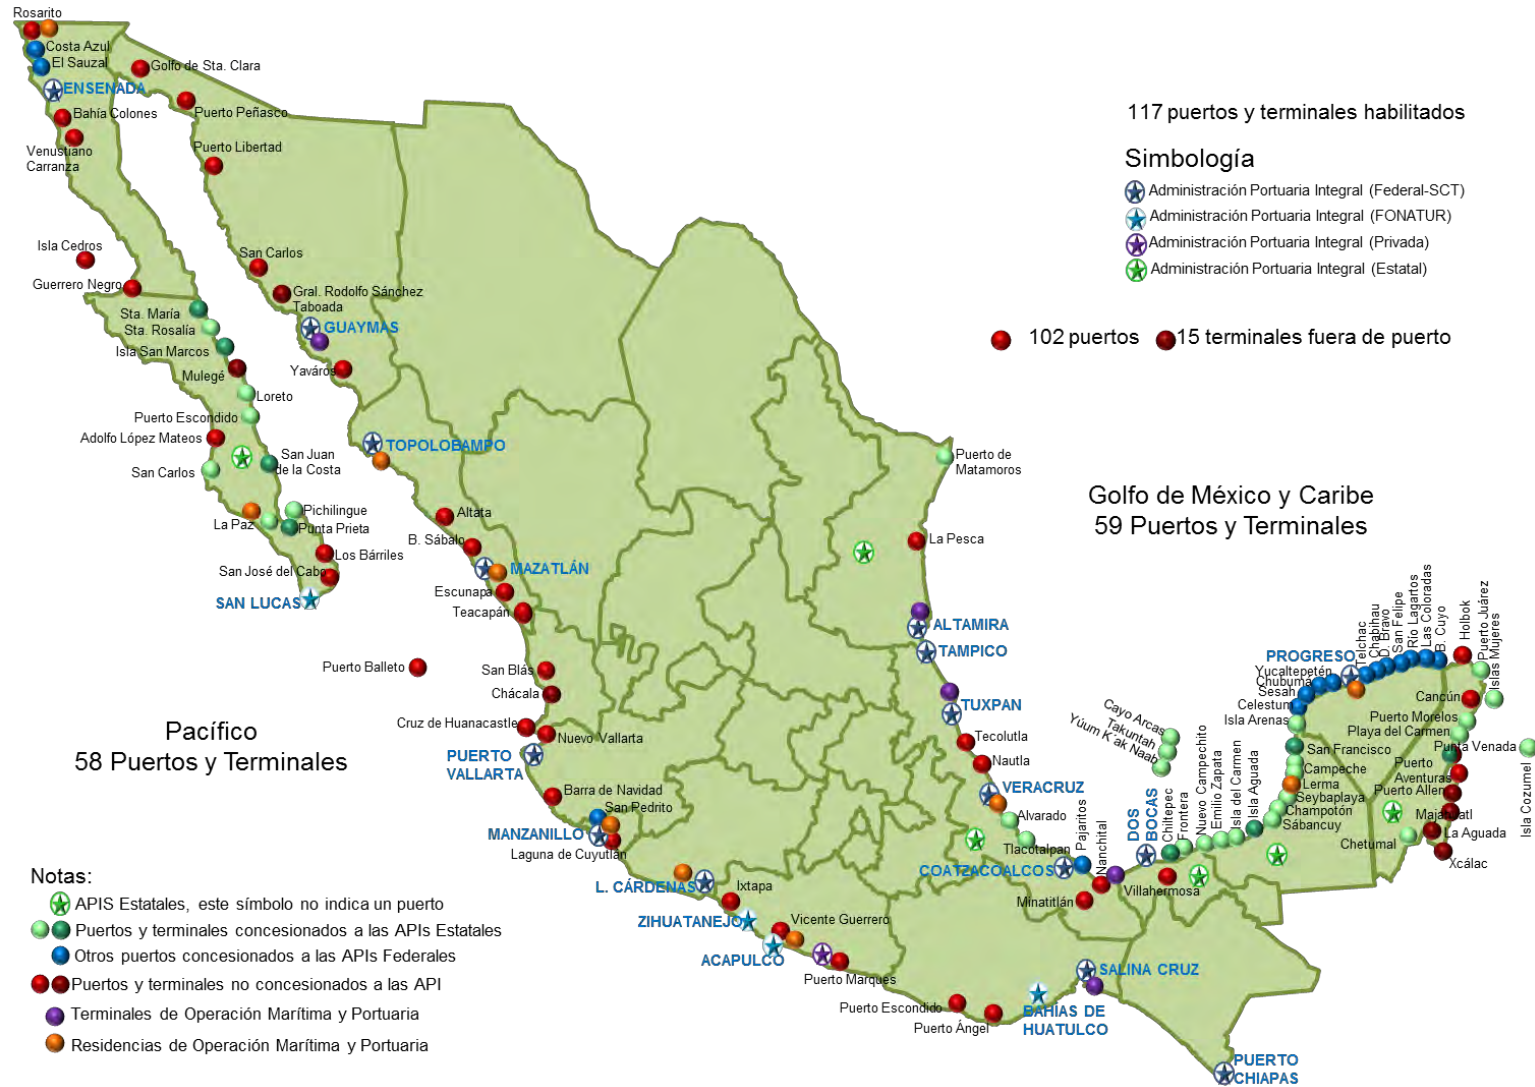 Rosarito
Costa Azul
El Sauzal
ENSENADA
Bahía Colones
Venustiano
Carranza
Golfo de Sta. Clara
Puerto Peñasco
Puerto Libertad
Isla Cedros
Guerrero Negro
San Carlos
Gral. Rodolfo Sánchez
Taboada
GUAYMAS
Yaváros
Sta. María
Sta. Rosalía
Isla San Marcos
Mulegé
Loreto
Puerto Escondido
Adolfo López Mateos
San Carlos
San Juan
de la Costa
Pichilingue
La Paz
Punta Prieta
Los Bárriles
San José del Cabo
SAN LUCAS
TOPOLOBAMPO
Altata
B. Sábalo
MAZATLÁN
Escunapa
Teacapán
Puerto Balleto
San Blás
Chácala
Cruz de Huanacastle
Nuevo Vallarta
PUERTO
VALLARTA
Barra de Navidad
San Pedrito
MANZANILLO
Laguna de Cuyutlán
L. CÁRDENAS
Ixtapa
ZIHUATANEJO
Vicente Guerrero
ACAPULCO
Puerto Marques
Puerto Escondido
Puerto Ángel
BAHÍAS DE
HUATULCO
SALINA CRUZ
PUERTO
CHIAPAS
117 puertos y terminales habilitados
Simbología
Administración Portuaria Integral (Federal-SCT)
Administración Portuaria Integral (FONATUR)
Administración Portuaria Integral (Privada)
Administración Portuaria Integral (Estatal)
102 puertos
15 terminales fuera de puerto
Golfo de México y Caribe
59 Puertos y Terminales
Puerto de
Matamoros
La Pesca
ALTAMIRA
TAMPICO
TUXPAN
Tecolutla
Nautla
VERACRUZ
Alvarado
Tlacotalpan
COATZACOALCOS
Pajaritos
Nanchital
Minatitlán
DOS
BOCAS
Villahermosa
Chiltepec
Frontera
Nuevo Campechito
Emilio Zapata
Isla del Carmen
Isla Aguada
Cayo Arcas
Takuntah
Yúum K´ak Naab
Sábancuy
Champotón
Seybaplaya
Lerma
Campeche
San Francisco
Isla Arenas
Celestum
Sesah
Chuburna
Yucaltepetén
PROGRESO
Telchac
Chabihau
D. Bravo
San Felipe
Río Lagartos
Las Coloradas
B. Cuyo
Holbok
Puerto Juárez
Islas Mujeres
Cancún
Puerto Morelos
Playa del Carmen
Punta Venada
Puerto
Aventuras
Puerto Allen
Majahuatl
La Aguada
Chetumal
Xcálac
Isla Cozumel
Pacífico
58 Puertos y Terminales
Notas:
APIS Estatales, este símbolo no indica un puerto
Puertos y terminales concesionados a las APIs Estatales
Otros puertos concesionados a las APIs Federales
Puertos y terminales no concesionados a las API
Terminales de Operación Marítima y Portuaria
Residencias de Operación Marítima y Portuaria